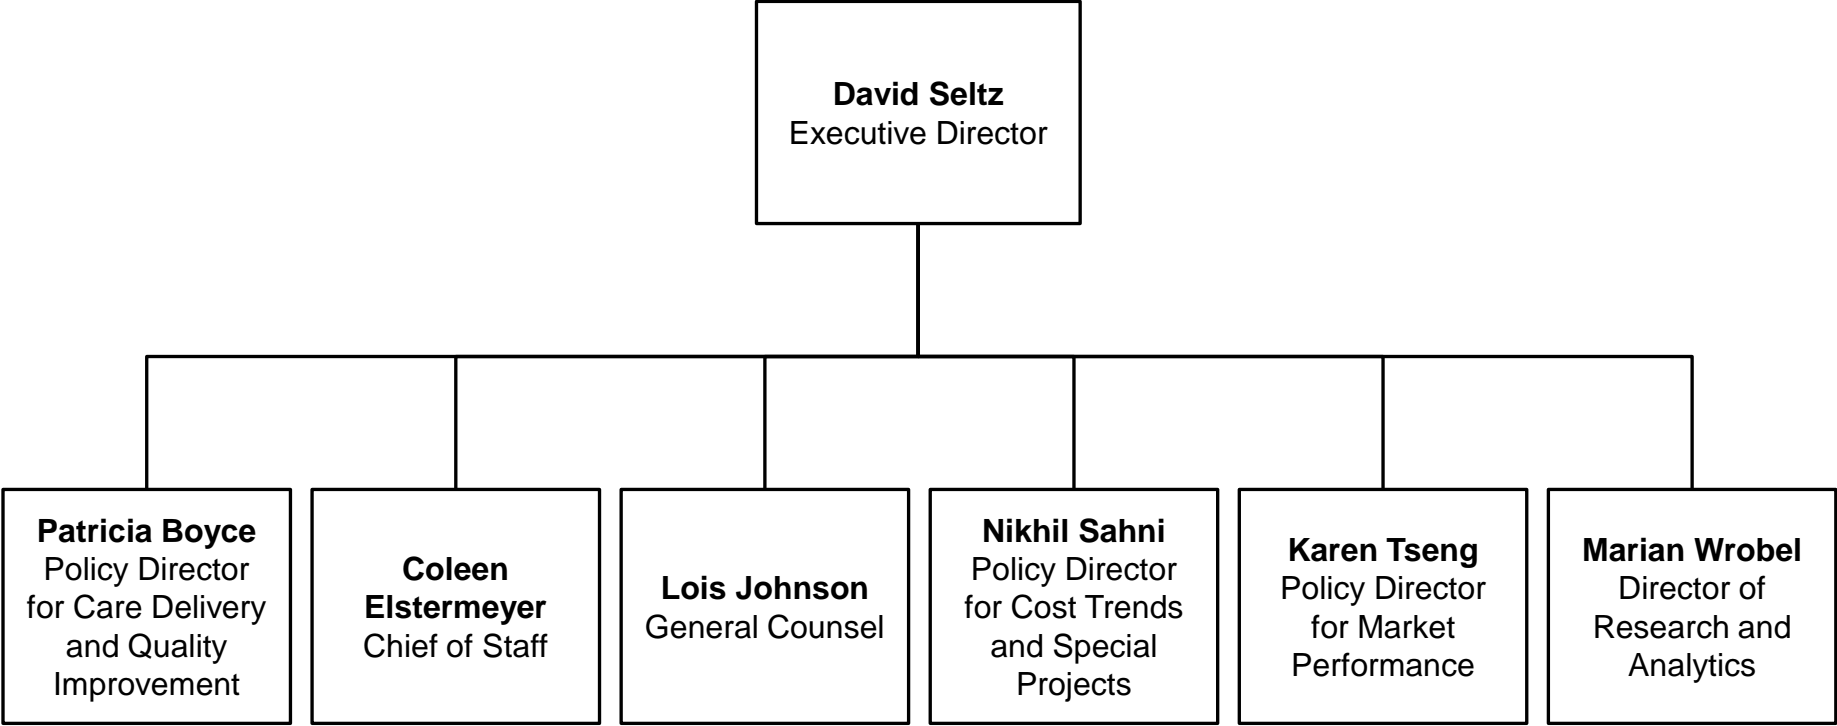 David Seltz
Executive Director
Patricia Boyce
Policy Director
for Care Delivery
and Quality
Improvement
Coleen
Elstermeyer
Chief of Staff
Lois Johnson
General Counsel
Nikhil Sahni
Policy Director
for Cost Trends
and Special
Projects
Karen Tseng
Policy Director
for Market
Performance
Marian Wrobel
Director of
Research and
Analytics